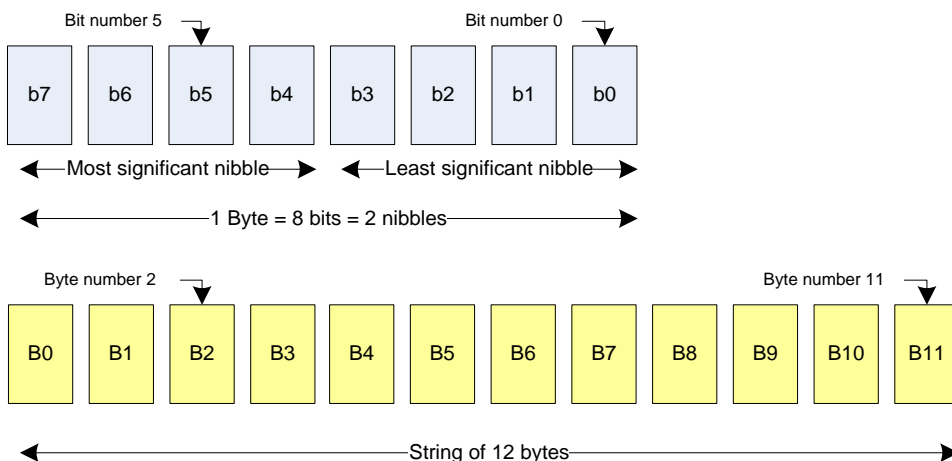 Bit number 5 Bit number 0
b7 b6 b5 b4 b3 b2 b1 b0
Most significant nibble Least significant nibble
1 Byte = 8 bits = 2 nibbles
Byte number 2 Byte number 11
B0 B1 B2 B3 B4 B5 B6 B7 B8 B9 B10 B11
String of 12 bytes